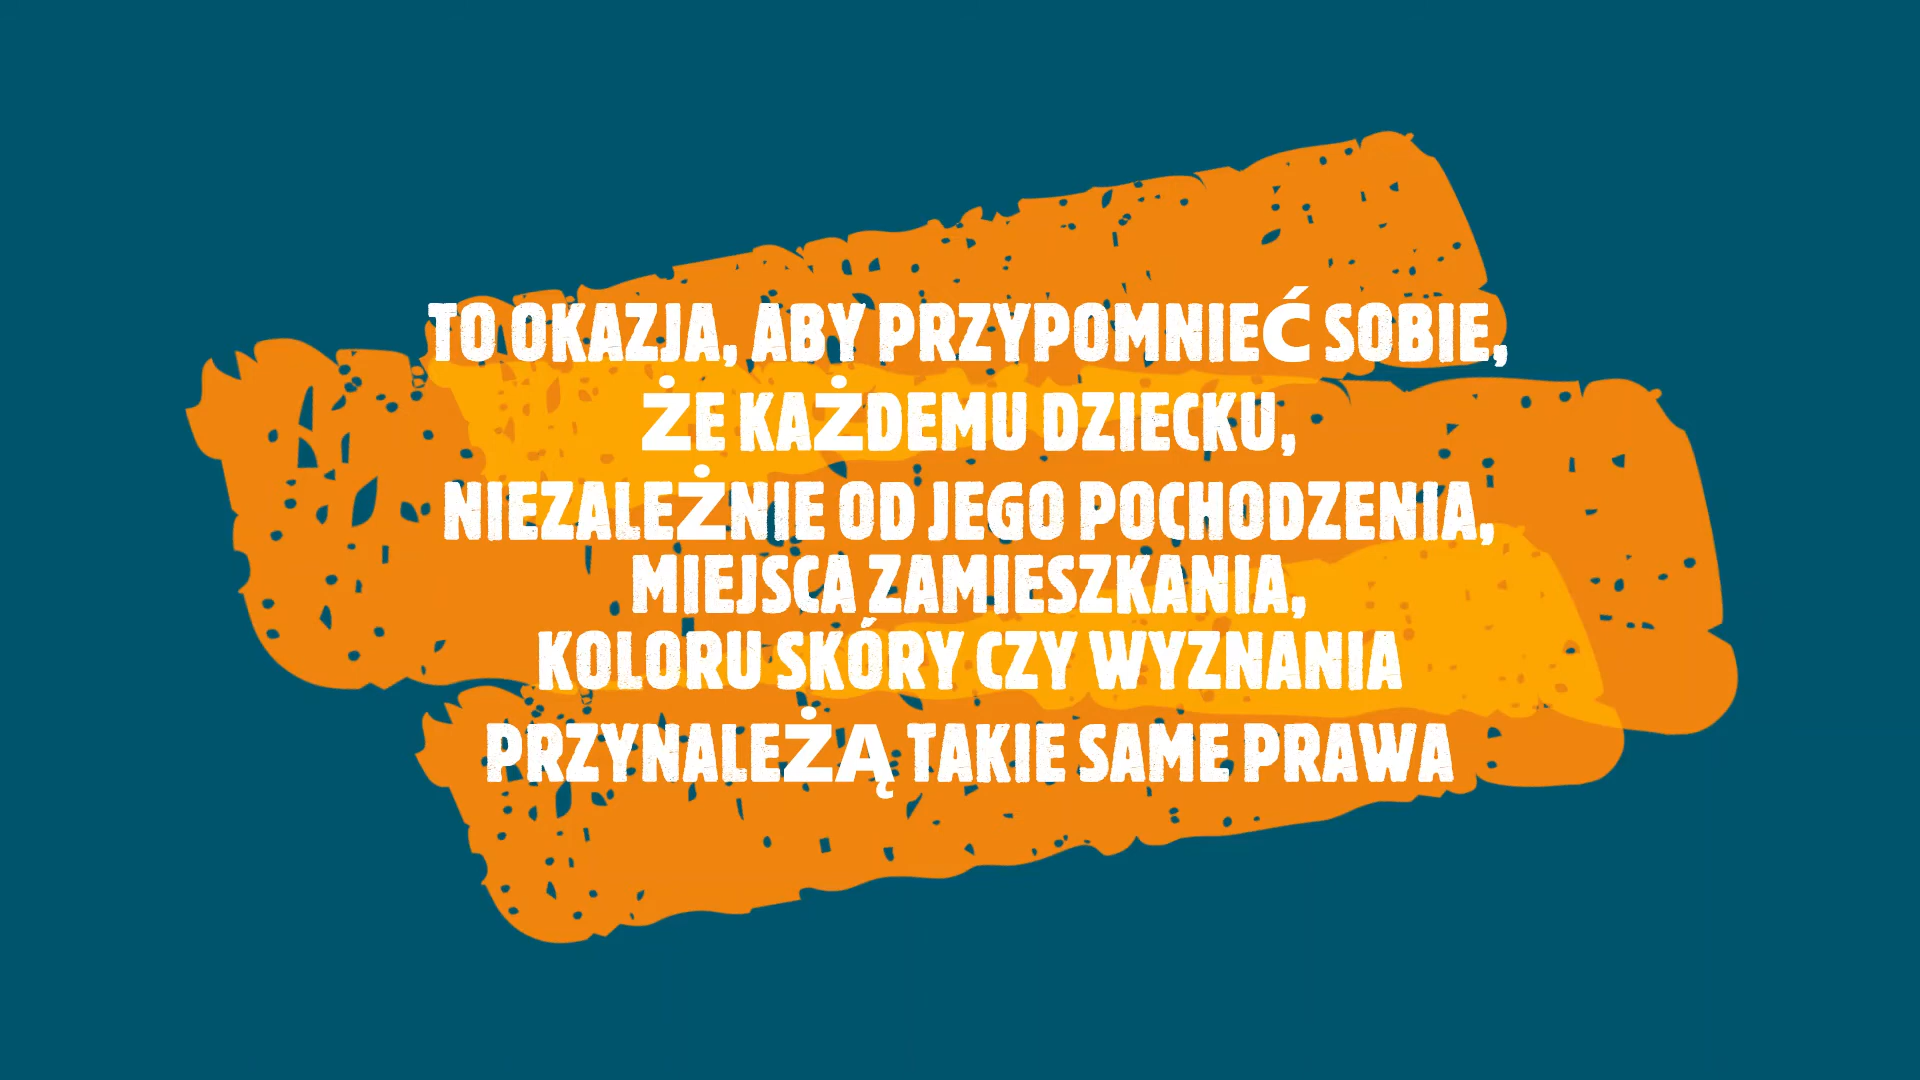 TO OKAZJA, ABY PRZYPOMNIEĆ SOBIE,
ŻE KAŻDEMU DZIECKU,
NIEZALEŻNIE OD JEGO POCHODZENIA,
MIEJSCA ZAMIESZKANIA,
KOLORU SKÓRY CZY WYZNANIA
PRZYNALEŻĄ TAKIE SAME PRAWA